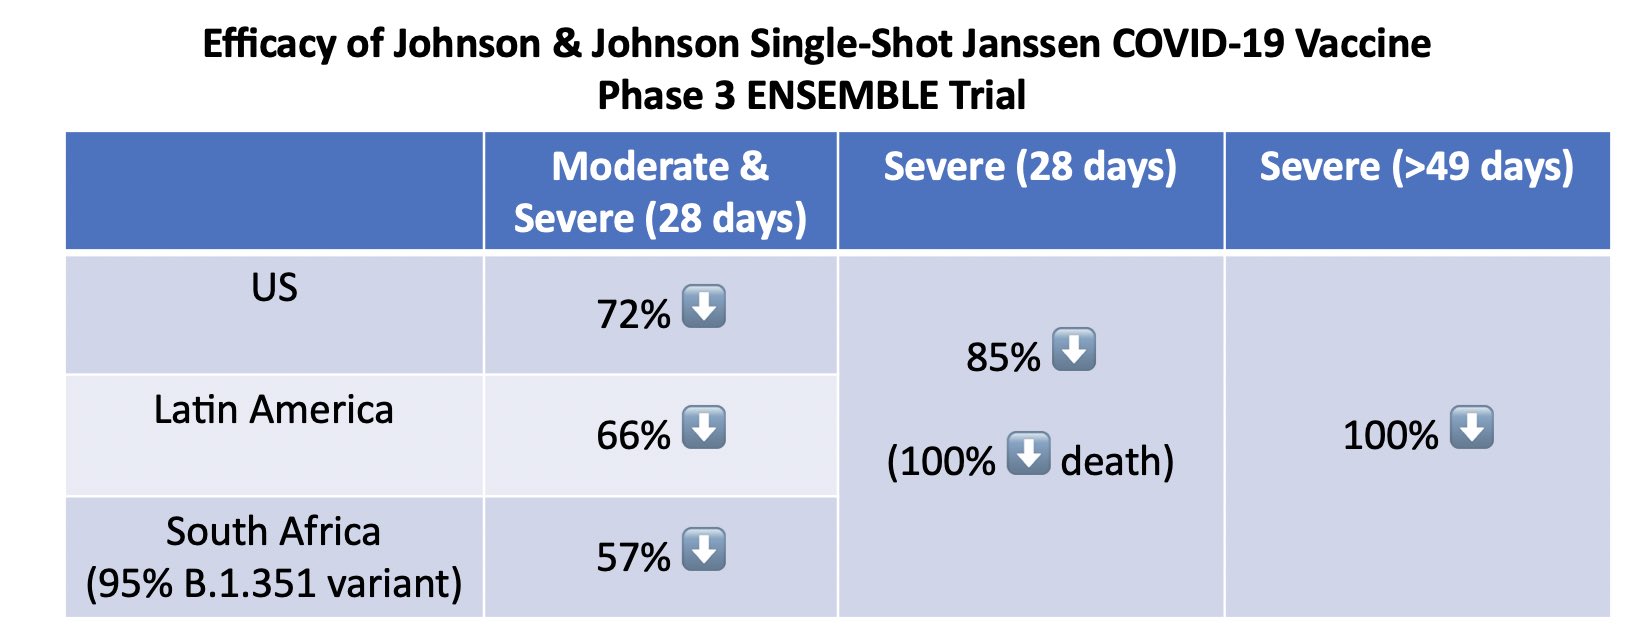 Efficacy of Johnson & Johnson Single-Shot Janssen COVID-19 Vaccine
Phase 3 ENSEMBLE Trial
Moderate &
Severe (28 days)
Severe (28 days)
Severe (>49 days)
US
72% ⬇️
Latin America
66% ⬇️
South Africa
(95% B.1.351 variant)
57% ⬇️
85% ⬇️
(100% ⬇️ death)
100% ⬇️